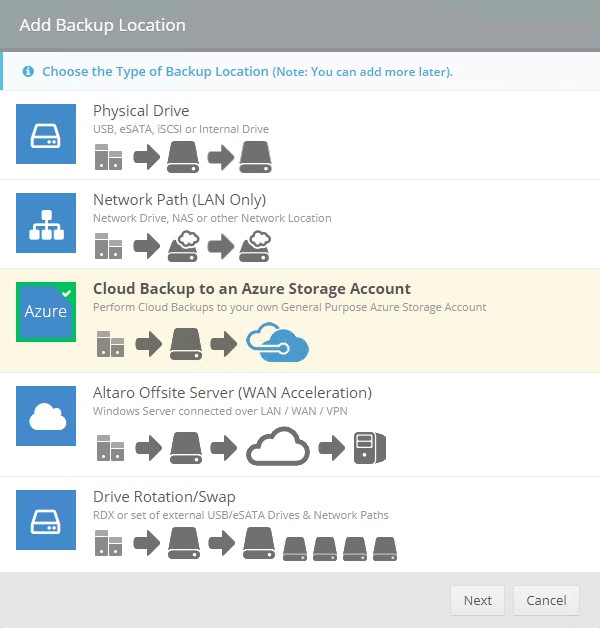 Add Backup Location
Choose the Type of Backup Location (Note: You can add more later).
Physical Drive
USB, eSATA, iSCSI or Internal Drive
Network Path (LAN Only)
Network Drive, NAS or other Network Location
Azure
Cloud Backup to an Azure Storage Account
Perform Cloud Backups to your own General Purpose Azure Storage Account
Altaro Offsite Server (WAN Acceleration)
Windows Server connected over LAN / WAN / VPN
Drive Rotation/Swap
RDX or set of external USB/eSATA Drives & Network Paths
Next
Cancel